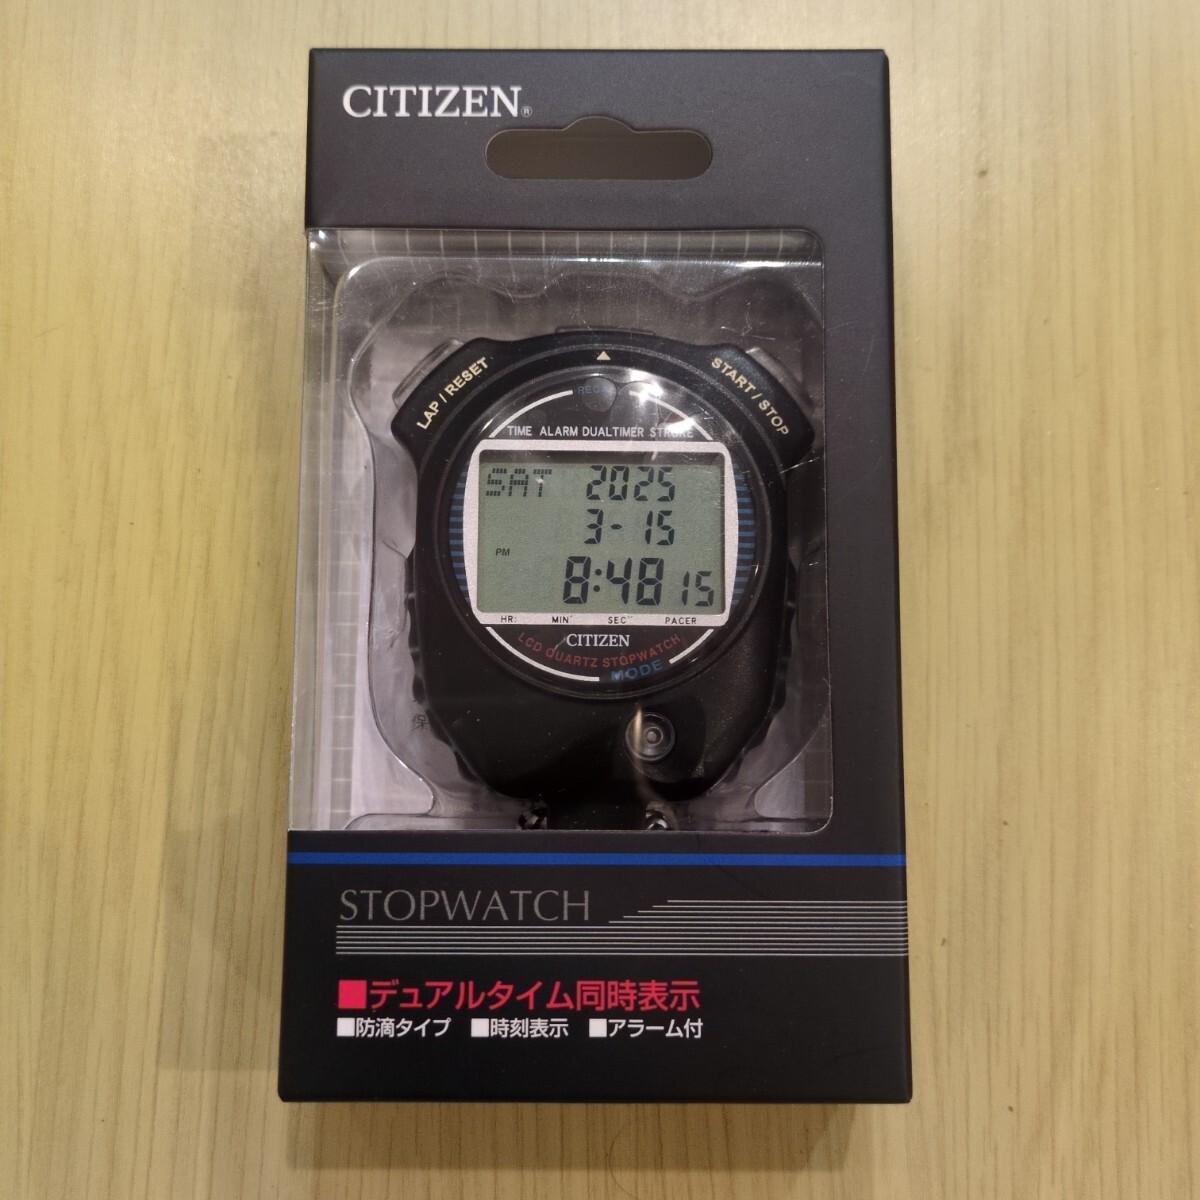 CITIZEN®
LAP / RESET
START / STOP
TIME ALARM DUALTIMER STROKE
SAT 2025
3-15
PM
8:48 15
HR: MIN' SEC" PACER
CITIZEN
LCD QUARTZ STOPWATCH
MODE
保
STOPWATCH
■デュアルタイム同時表示
■防滴タイプ ■時刻表示 ■アラーム付